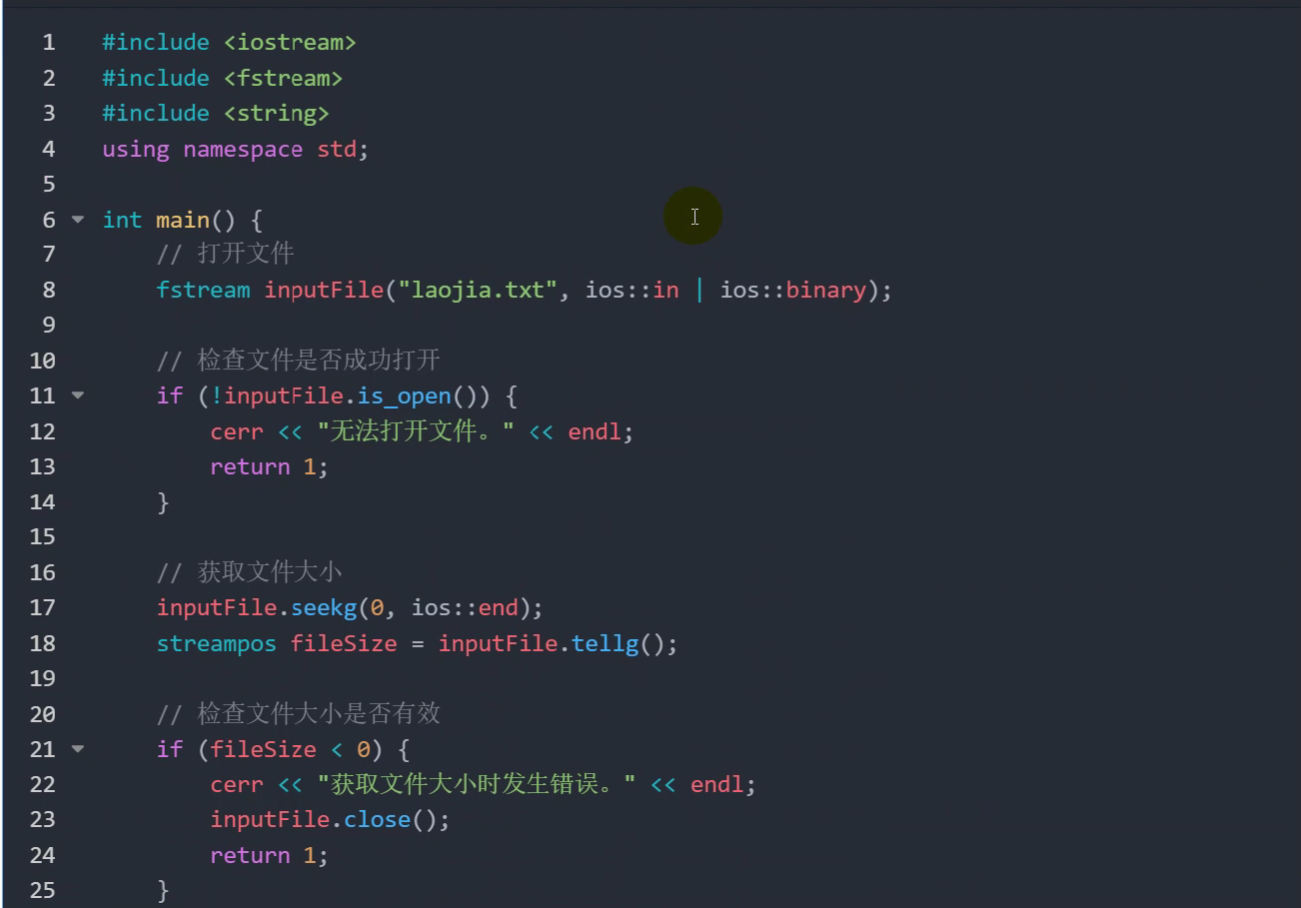 1 #include <iostream>
2 #include <fstream>
3 #include <string>
4 using namespace std;
5
6 int main() {
7     // 打开文件
8     fstream inputFile("laojia.txt", ios::in | ios::binary);
9
10     // 检查文件是否成功打开
11     if (!inputFile.is_open()) {
12         cerr << "无法打开文件。" << endl;
13         return 1;
14     }
15
16     // 获取文件大小
17     inputFile.seekg(0, ios::end);
18     streampos fileSize = inputFile.tellg();
19
20     // 检查文件大小是否有效
21     if (fileSize < 0) {
22         cerr << "获取文件大小时发生错误。" << endl;
23         inputFile.close();
24         return 1;
25     }